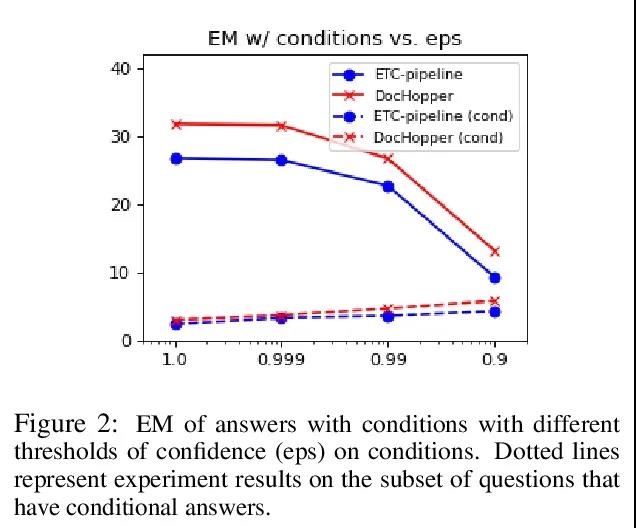 EM w/ conditions vs. eps
40
30
20
10
0
ETC-pipeline
DocHopper
ETC-pipeline (cond)
DocHopper (cond)
1.0 0.999 0.99 0.9
Figure 2: EM of answers with conditions with different
thresholds of confidence (eps) on conditions. Dotted lines
represent experiment results on the subset of questions that
have conditional answers.